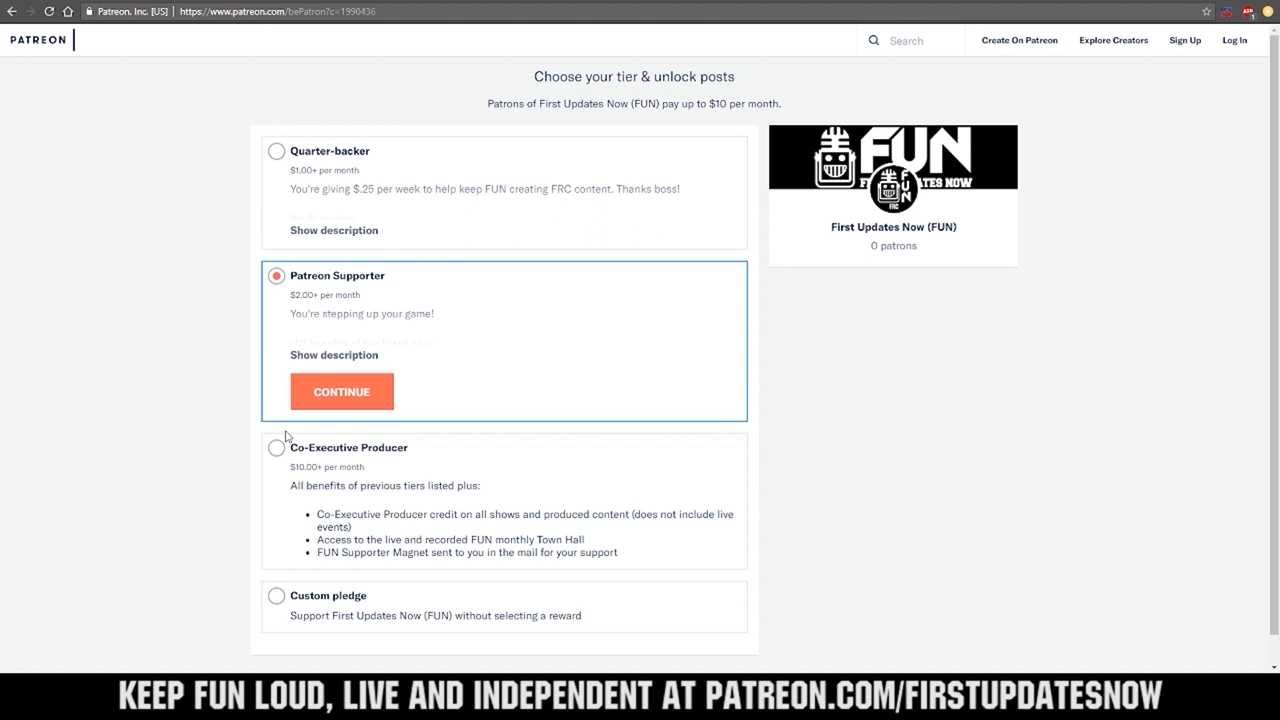 Patreon, Inc. [US] | https://www.patreon.com/bePatron?c=1990436
PATREON
Search
Create On Patreon
Explore Creators
Sign Up
Log In
Choose your tier & unlock posts
Patrons of First Updates Now (FUN) pay up to $10 per month.
Quarter-backer
$1.00+ per month
You're giving $.25 per week to help keep FUN creating FRC content. Thanks boss!
Show description
Patreon Supporter
$2.00+ per month
You're stepping up your game!
All benefits of tier listed plus:
Show description
CONTINUE
Co-Executive Producer
$10.00+ per month
All benefits of previous tiers listed plus:
• Co-Executive Producer credit on all shows and produced content (does not include live
events)
• Access to the live and recorded FUN monthly Town Hall
• FUN Supporter Magnet sent to you in the mail for your support
Custom pledge
Support First Updates Now (FUN) without selecting a reward
FUN
FUN
FRC
First Updates Now (FUN)
0 patrons
KEEP FUN LOUD, LIVE AND INDEPENDENT AT PATREON.COM/FIRSTUPDATESNOW